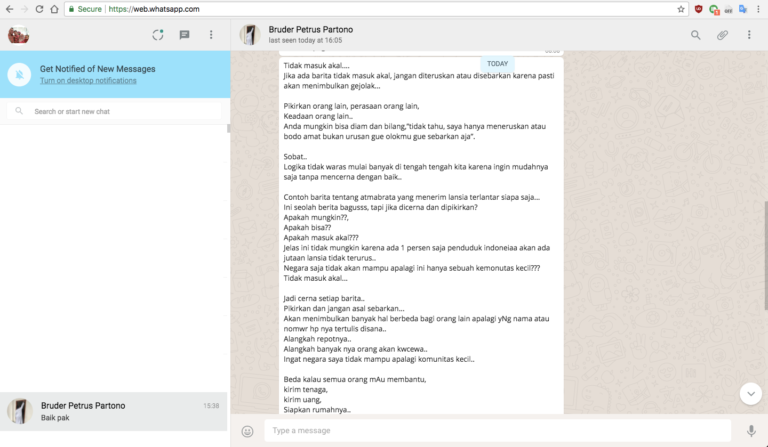 Secure https://web.whatsapp.com
Bruder Petrus Partono
last seen today at 16:05
Get Notified of New Messages
Turn on desktop notifications
Search or start new chat
Bruder Petrus Partono
15:38
Baik pak
TODAY
Tidak masuk akal....
Jika ada barita tidak masuk akal, jangan diteruskan atau disebarkan karena pasti
akan menimbulkan gejolak...
Pikirkan orang lain, perasaan orang lain,
Keadaan orang lain..
Anda mungkin bisa diam dan bilang,"tidak tahu, saya hanya meneruskan atau
bodo amat bukan urusan gue olokmu gue sebarkan aja".
Sobat..
Logika tidak waras mulai banyak di tengah tengah kita karena ingin mudahnya
saja tanpa mencerna dengan baik..
Contoh barita tentang atmabrata yang menerim lansia terlantar siapa saja...
Ini seolah berita bagusss, tapi jika dicerna dan dipikirkan?
Apakah mungkin??,
Apakah bisa??
Apakah masuk akal???
Jelas ini tidak mungkin karena ada 1 persen saja penduduk indoneiaa akan ada
jutaan lansia tidak terurus..
Negara saja tidak akan mampu apalagi ini hanya sebuah kemonutas kecil???
Tidak masuk akal....
Jadi cerna setiap barita..
Pikirkan dan jangan asal sebarkan...
Akan menimbulkan banyak hal berbeda bagi orang lain apalagi yNg nama atau
nomwr hp nya tertulis disana..
Alangkah repotnya..
Alangkah banyak nya orang akan kwcewa..
Ingat negara saya tidak mampu apalagi komunitas kecil..
Beda kalau semua orang mAu membantu,
kirim tenaga,
kirim uang,
Siapkan rumahnya..
Type a message